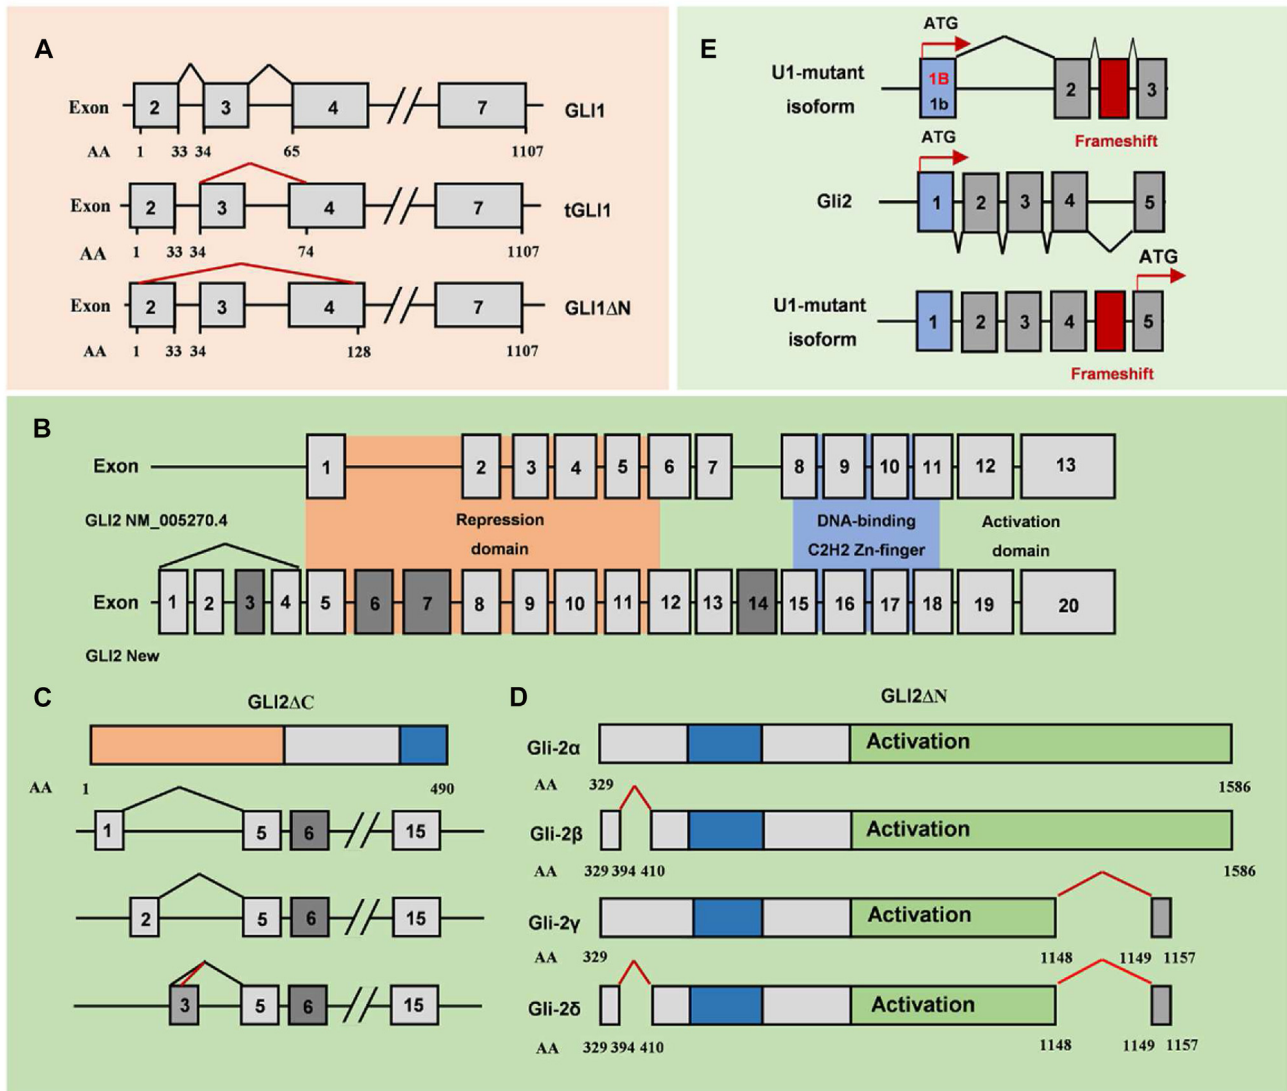 A
Exon 2 3 4 7 GLI1
AA 1 33 34 65 1107
Exon 2 3 4 7 tGLI1
AA 1 33 34 74 1107
Exon 2 3 4 7 GLI1ΔN
AA 1 33 34 128 1107
E
ATG
U1-mutant
isoform
1B
1b
2 3
Frameshift
ATG
Gli2 1 2 3 4 5
ATG
U1-mutant
isoform
1 2 3 4 5
Frameshift
B
Exon 1 2 3 4 5 6 7 8 9 10 11 12 13
GLI2 NM_005270.4
Repression
domain
DNA-binding
C2H2 Zn-finger
Activation
domain
Exon 1 2 3 4 5 6 7 8 9 10 11 12 13 14 15 16 17 18 19 20
GLI2 New
C
GLI2ΔC
AA 1 490
1 5 6 15
2 5 6 15
3 5 6 15
D
GLI2ΔN
Gli-2α Activation
AA 329 1586
Gli-2β Activation
AA 329 394 410 1586
Gli-2γ Activation
AA 329 1148 1149 1157
Gli-2δ Activation
AA 329 394 410 1148 1149 1157